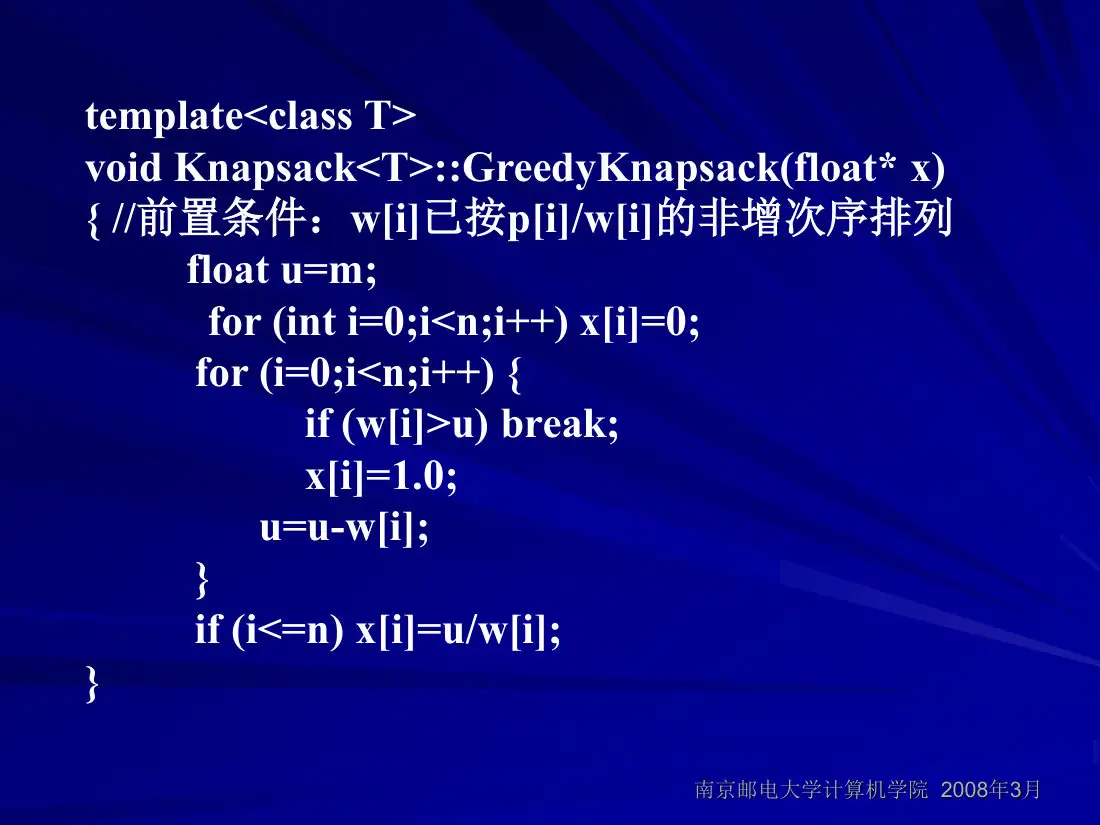 template<class T>
void Knapsack<T>::GreedyKnapsack(float* x)
{ //前置条件：w[i]已按p[i]/w[i]的非增次序排列
float u=m;
for (int i=0;i<n;i++) x[i]=0;
for (i=0;i<n;i++) {
if (w[i]>u) break;
x[i]=1.0;
u=u-w[i];
}
if (i<=n) x[i]=u/w[i];
}
南京邮电大学计算机学院 2008年3月